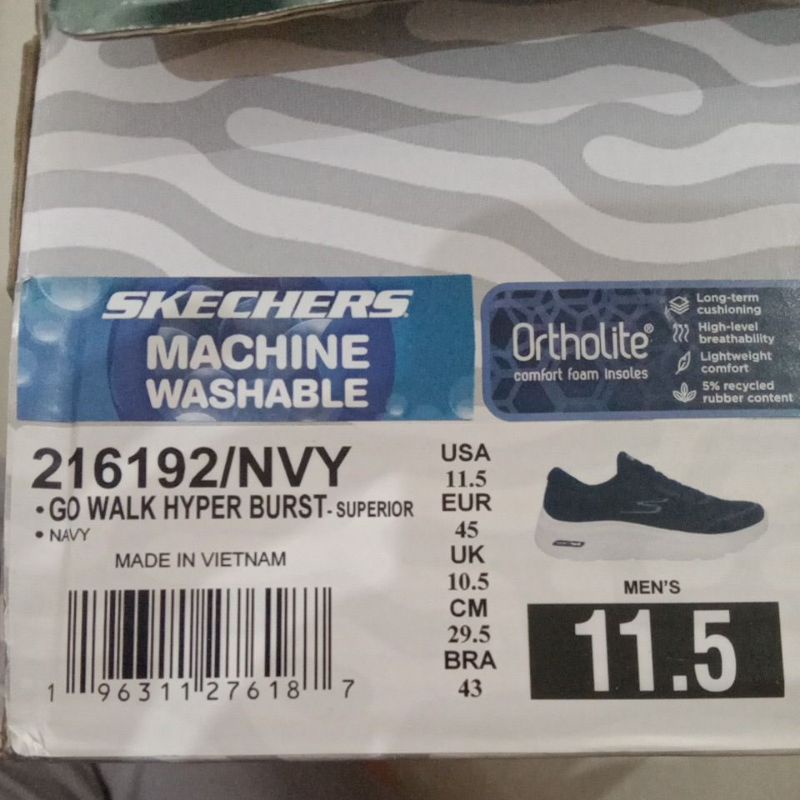 SKECHERS
MACHINE
WASHABLE
Ortholite®
comfort foam insoles
Long-term
cushioning
High-level
breathability
Lightweight
comfort
5% recycled
rubber content
216192/NVY
• GO WALK HYPER BURST- SUPERIOR
• NAVY
MADE IN VIETNAM
1 96311 27618 7
USA
11.5
EUR
45
UK
10.5
CM
29.5
BRA
43
MEN'S
11.5